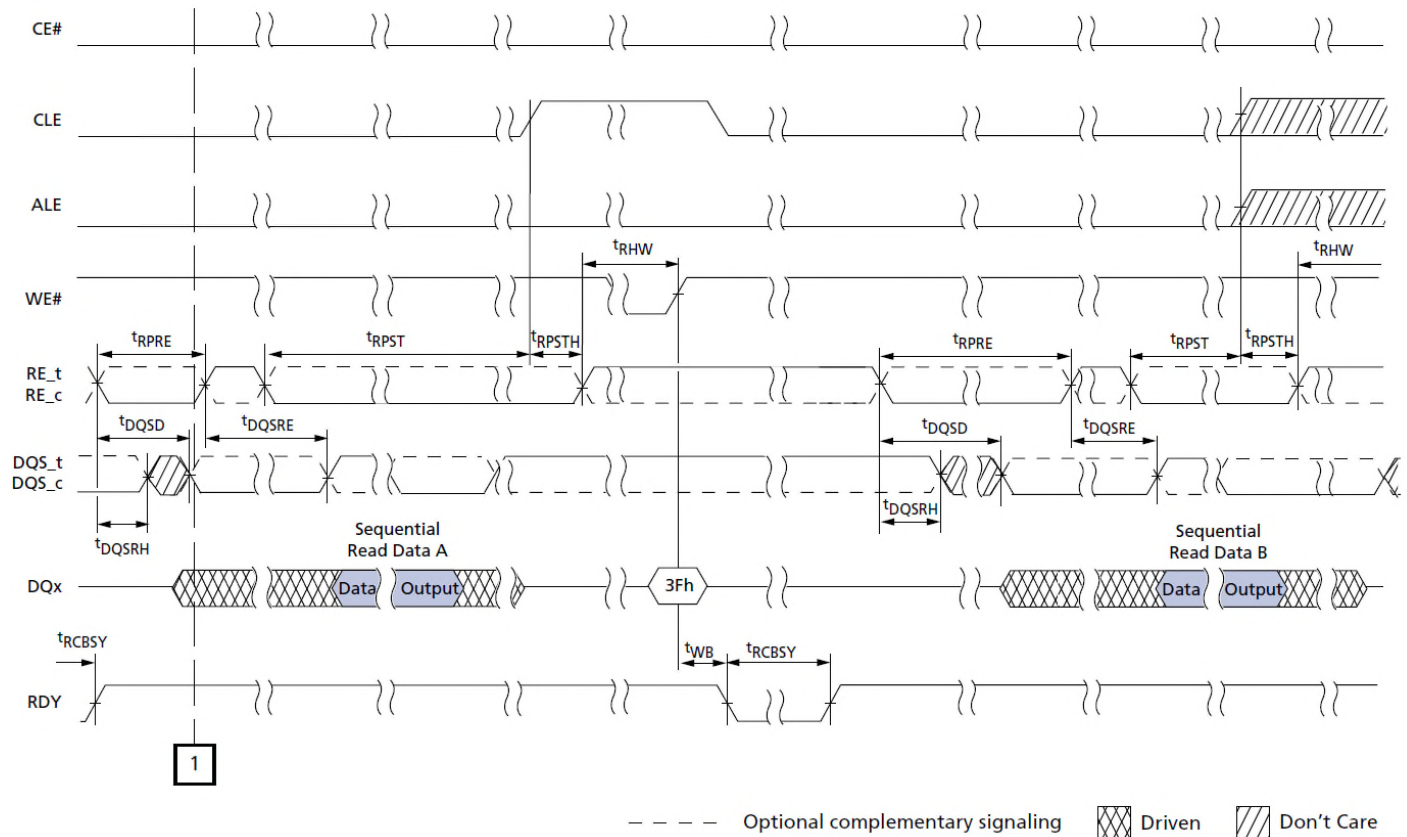 CE#
CLE
ALE
tRHW tRHW
WE#
tRPRE tRPST tRPSTH tRPRE tRPST tRPSTH
RE_t
RE_c
tDQSD tDQSRE tDQSD tDQSRE
DQS_t
DQS_c
tDQSRH tDQSRH
Sequential
Read Data A
Sequential
Read Data B
DQx Data Output 3Fh Data Output
tRCBSY tWB tRCBSY
RDY
1
Optional complementary signaling Driven Don't Care